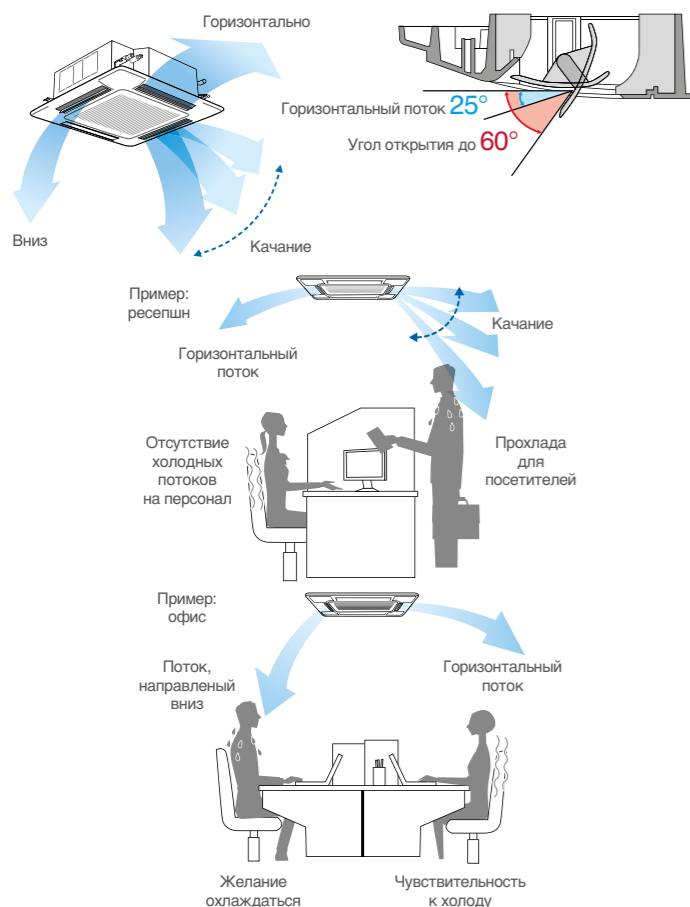 Горизонтально
Горизонтальный поток 25°
Угол открытия до 60°
Вниз
Качание
Пример:
ресепшн
Качание
Горизонтальный
поток
Отсутствие
холодных
потоков
на персонал
Прохлада
для
посетителей
Пример:
офис
Поток,
направленый
вниз
Горизонтальный
поток
Желание
охлаждаться
Чувствительность
к холоду